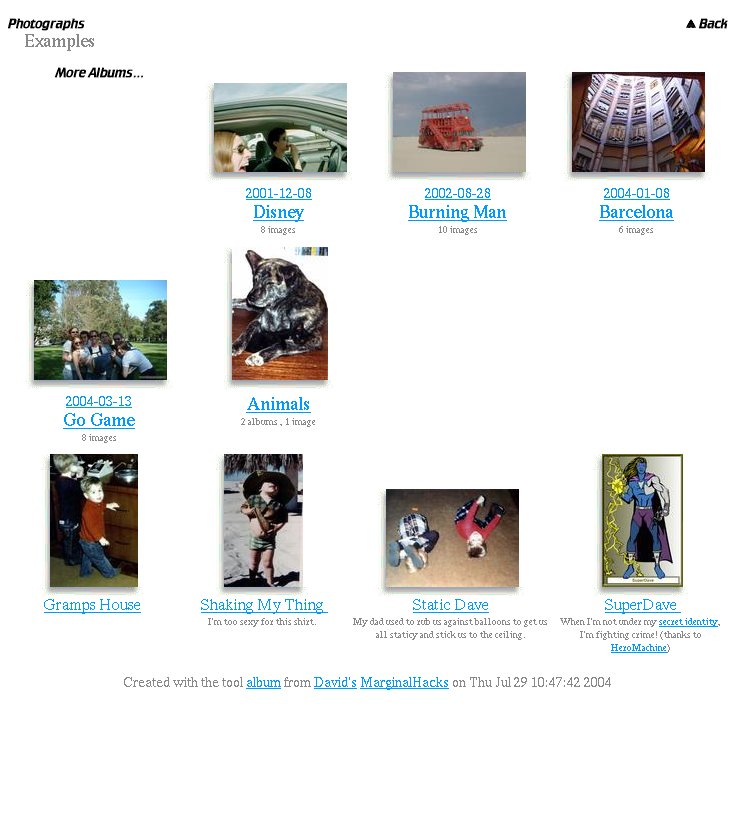 Photographs
Back
Examples
More Albums...
2001-12-08
Disney
8 images
2002-08-28
Burning Man
10 images
2004-01-08
Barcelona
6 images
2004-03-13
Go Game
8 images
Animals
2 albums , 1 image
Gramps House
Shaking My Thing
I'm too sexy for this shirt.
Static Dave
My dad used to rub us against balloons to get us
all staticy and stick us to the ceiling.
SuperDave
SuperDave
When I'm not under my secret identity,
I'm fighting crime! (thanks to
HeroMachine)
Created with the tool album from David's MarginalHacks on Thu Jul 29 10:47:42 2004